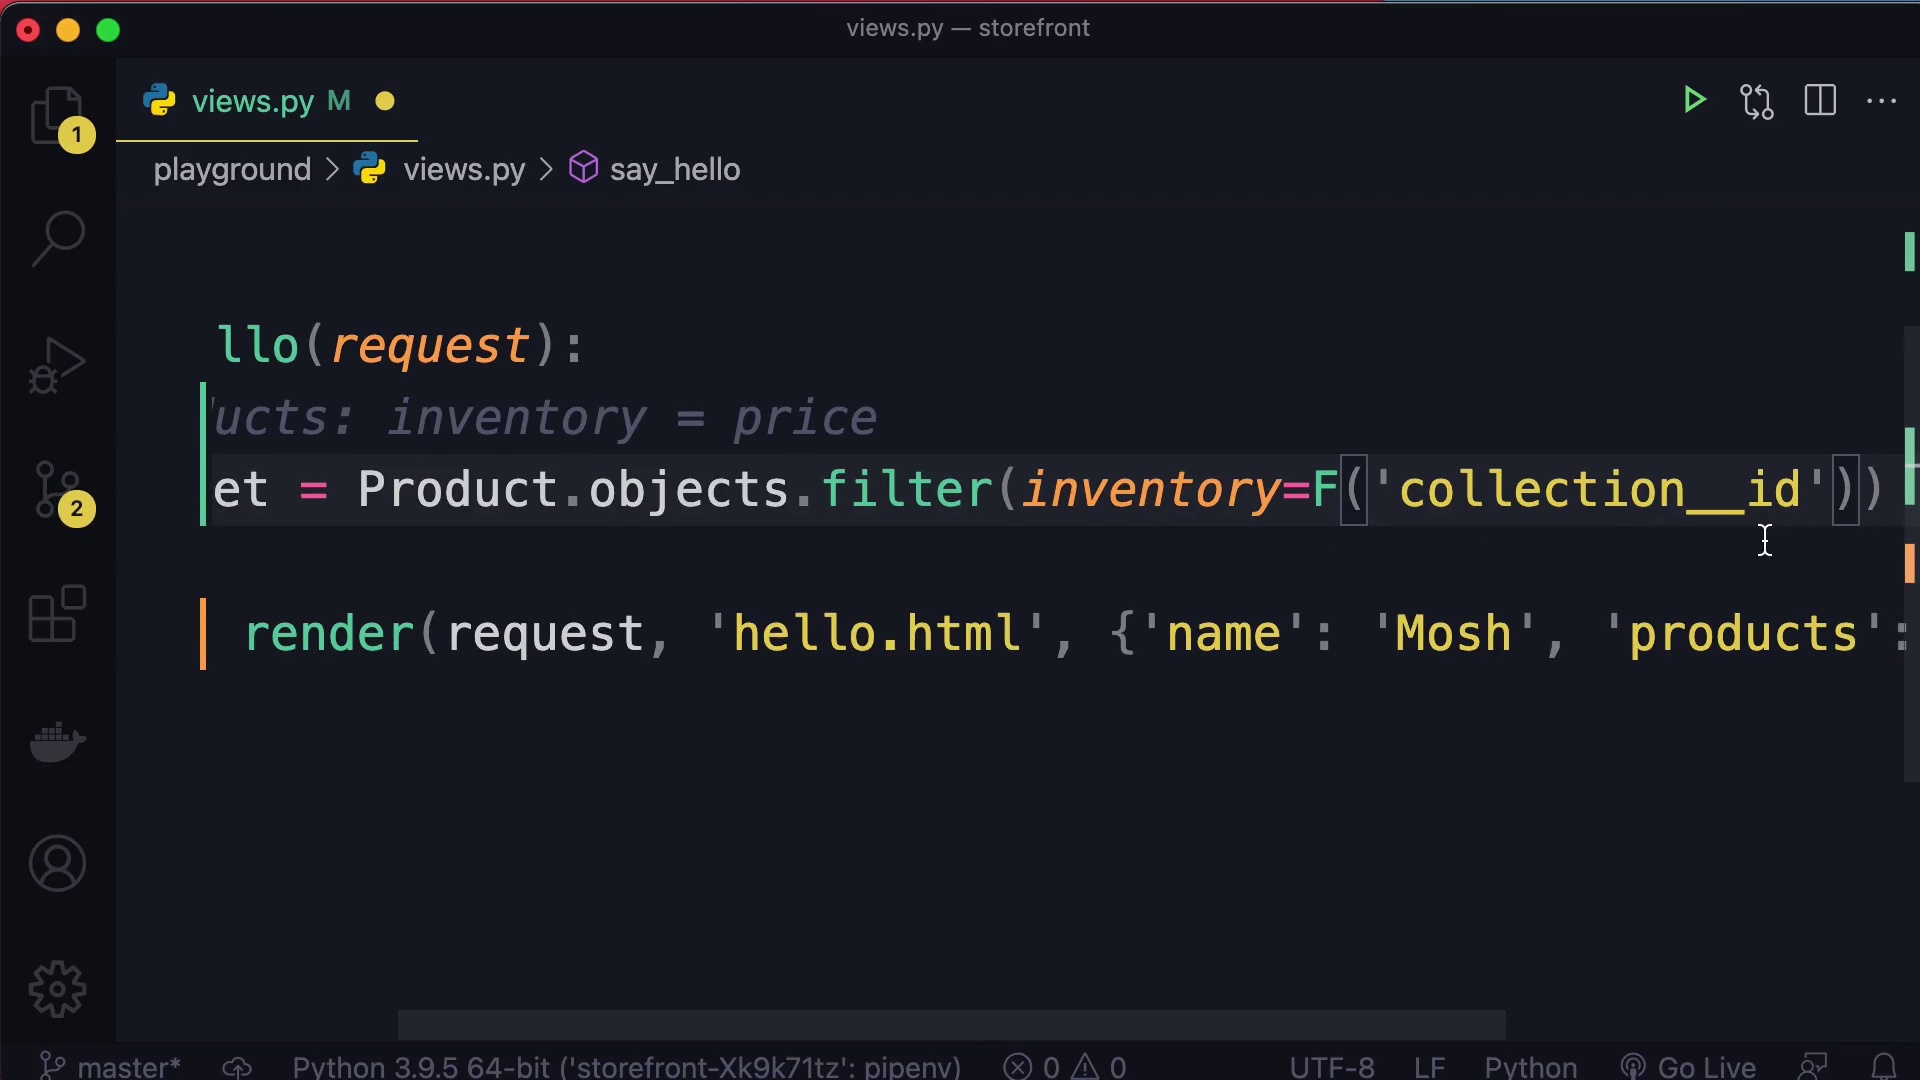 views.py — storefront
views.py M
1
playground > views.py > say_hello
llo(request):
ucts: inventory = price
et = Product.objects.filter(inventory=F('collection__id'))
2
render(request, 'hello.html', {'name': 'Mosh', 'products':
master* Python 3.9.5 64-bit ('storefront-Xk9k71tz': pipenv) 0 0 UTF-8 LF Python Go Live